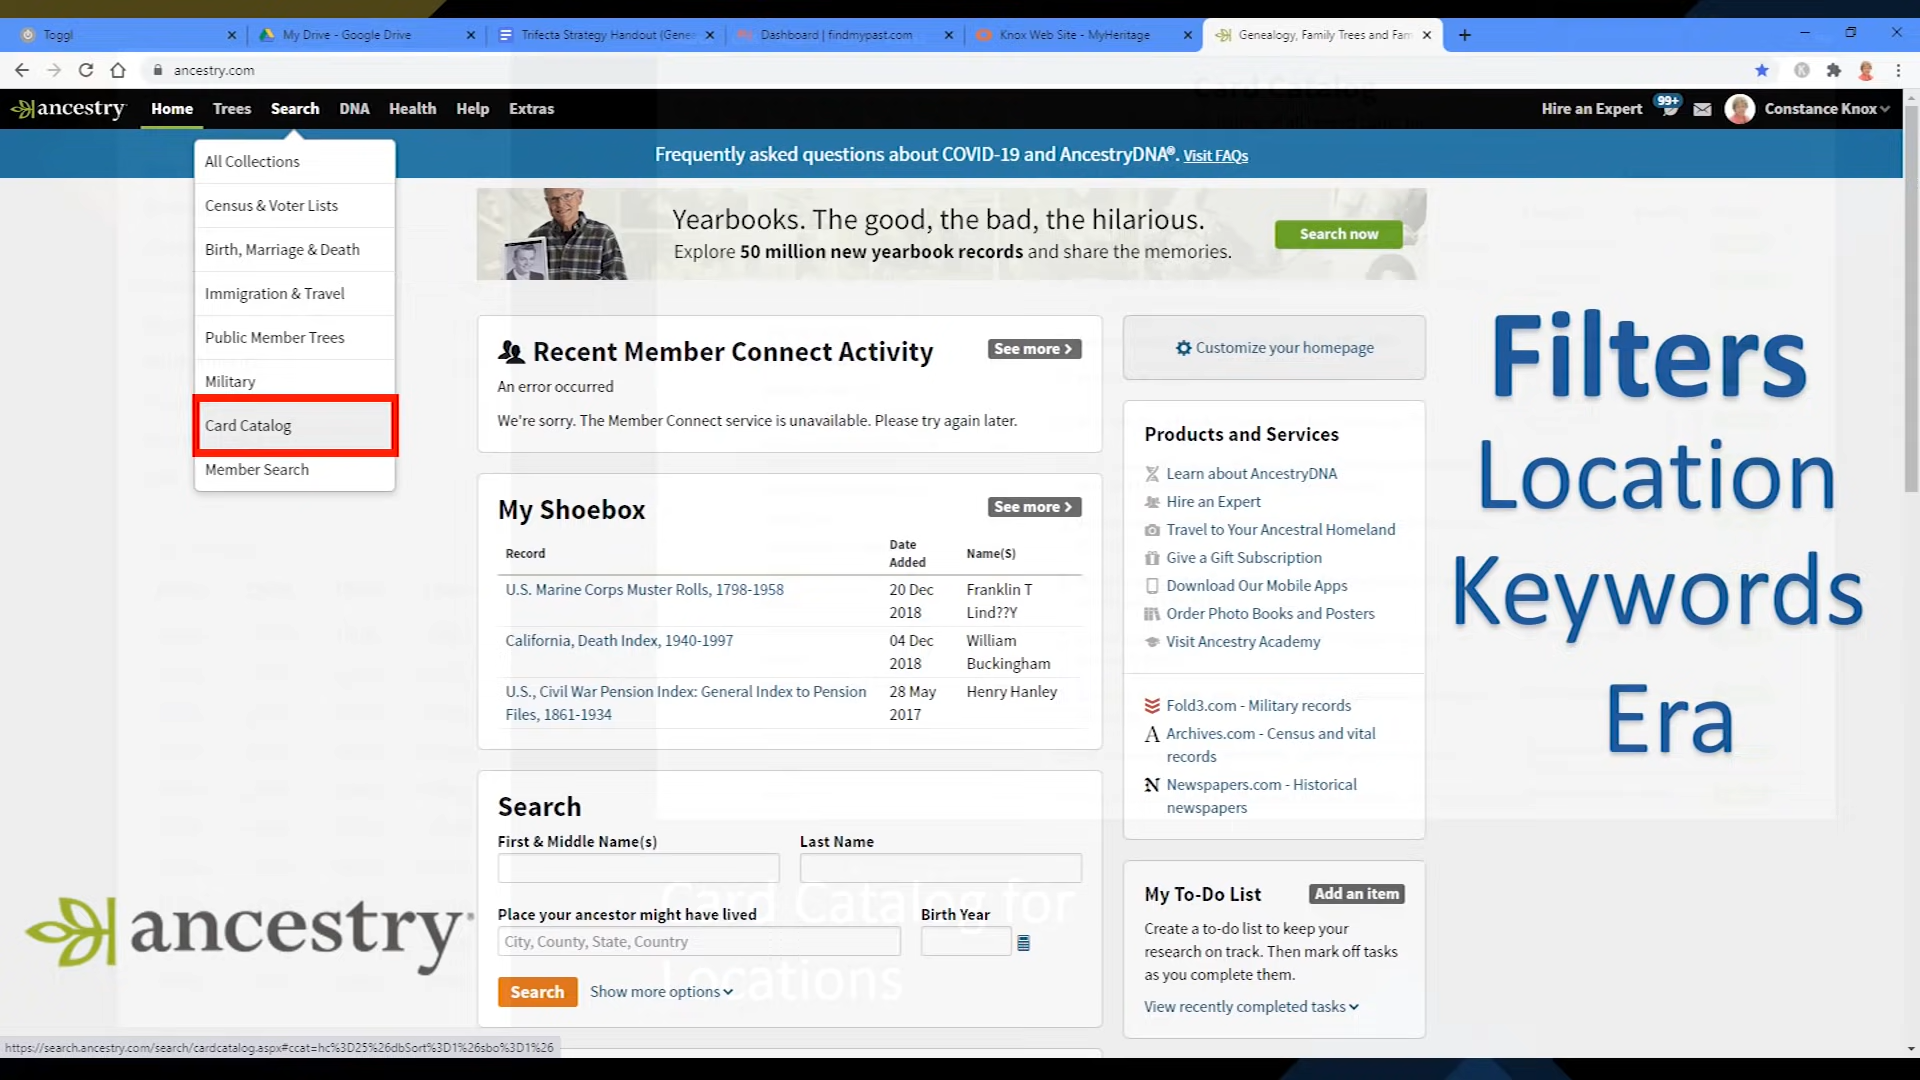 Toggl
My Drive - Google Drive
Trifecta Strategy Handout (Genea
Dashboard | findmypast.com
Knox Web Site - MyHeritage
Genealogy, Family Trees and Fam
ancestry.com
Card Catalog
ancestry
Home Trees Search DNA Health Help Extras
Hire an Expert 99+ Constance Knox
Frequently asked questions about COVID-19 and AncestryDNA®. Visit FAQs
All Collections
Census & Voter Lists
Birth, Marriage & Death
Immigration & Travel
Public Member Trees
Military
Card Catalog
Member Search
Yearbooks. The good, the bad, the hilarious.
Explore 50 million new yearbook records and share the memories.
Search now
Recent Member Connect Activity
See more
An error occurred
We're sorry. The Member Connect service is unavailable. Please try again later.
My Shoebox
See more
Record Date Added Name(S)
U.S. Marine Corps Muster Rolls, 1798-1958 20 Dec 2018 Franklin T Lind??Y
California, Death Index, 1940-1997 04 Dec 2018 William Buckingham
U.S., Civil War Pension Index: General Index to Pension Files, 1861-1934 28 May 2017 Henry Hanley
Search
First & Middle Name(s) Last Name
Place your ancestor might have lived Birth Year
City, County, State, Country
Search Show more options
Card Catalog for
Locations
Customize your homepage
Products and Services
Learn about AncestryDNA
Hire an Expert
Travel to Your Ancestral Homeland
Give a Gift Subscription
Download Our Mobile Apps
Order Photo Books and Posters
Visit Ancestry Academy
Fold3.com - Military records
Archives.com - Census and vital
records
Newspapers.com - Historical
newspapers
My To-Do List Add an item
Create a to-do list to keep your
research on track. Then mark off tasks
as you complete them.
View recently completed tasks
Filters
Location
Keywords
Era
ancestry
https://search.ancestry.com/search/cardcatalog.aspx#ccat=hc%3D25%26dbSort%3D1%26sbo%3D1%26